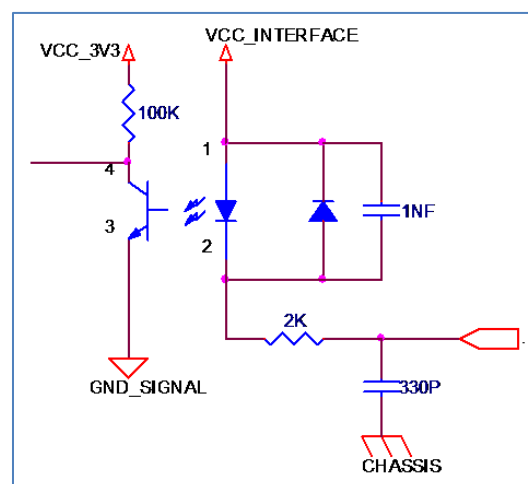 VCC_INTERFACE
VCC_3V3
100K
1
4
3
1NF
2
2K
GND_SIGNAL
330P
CHASSIS